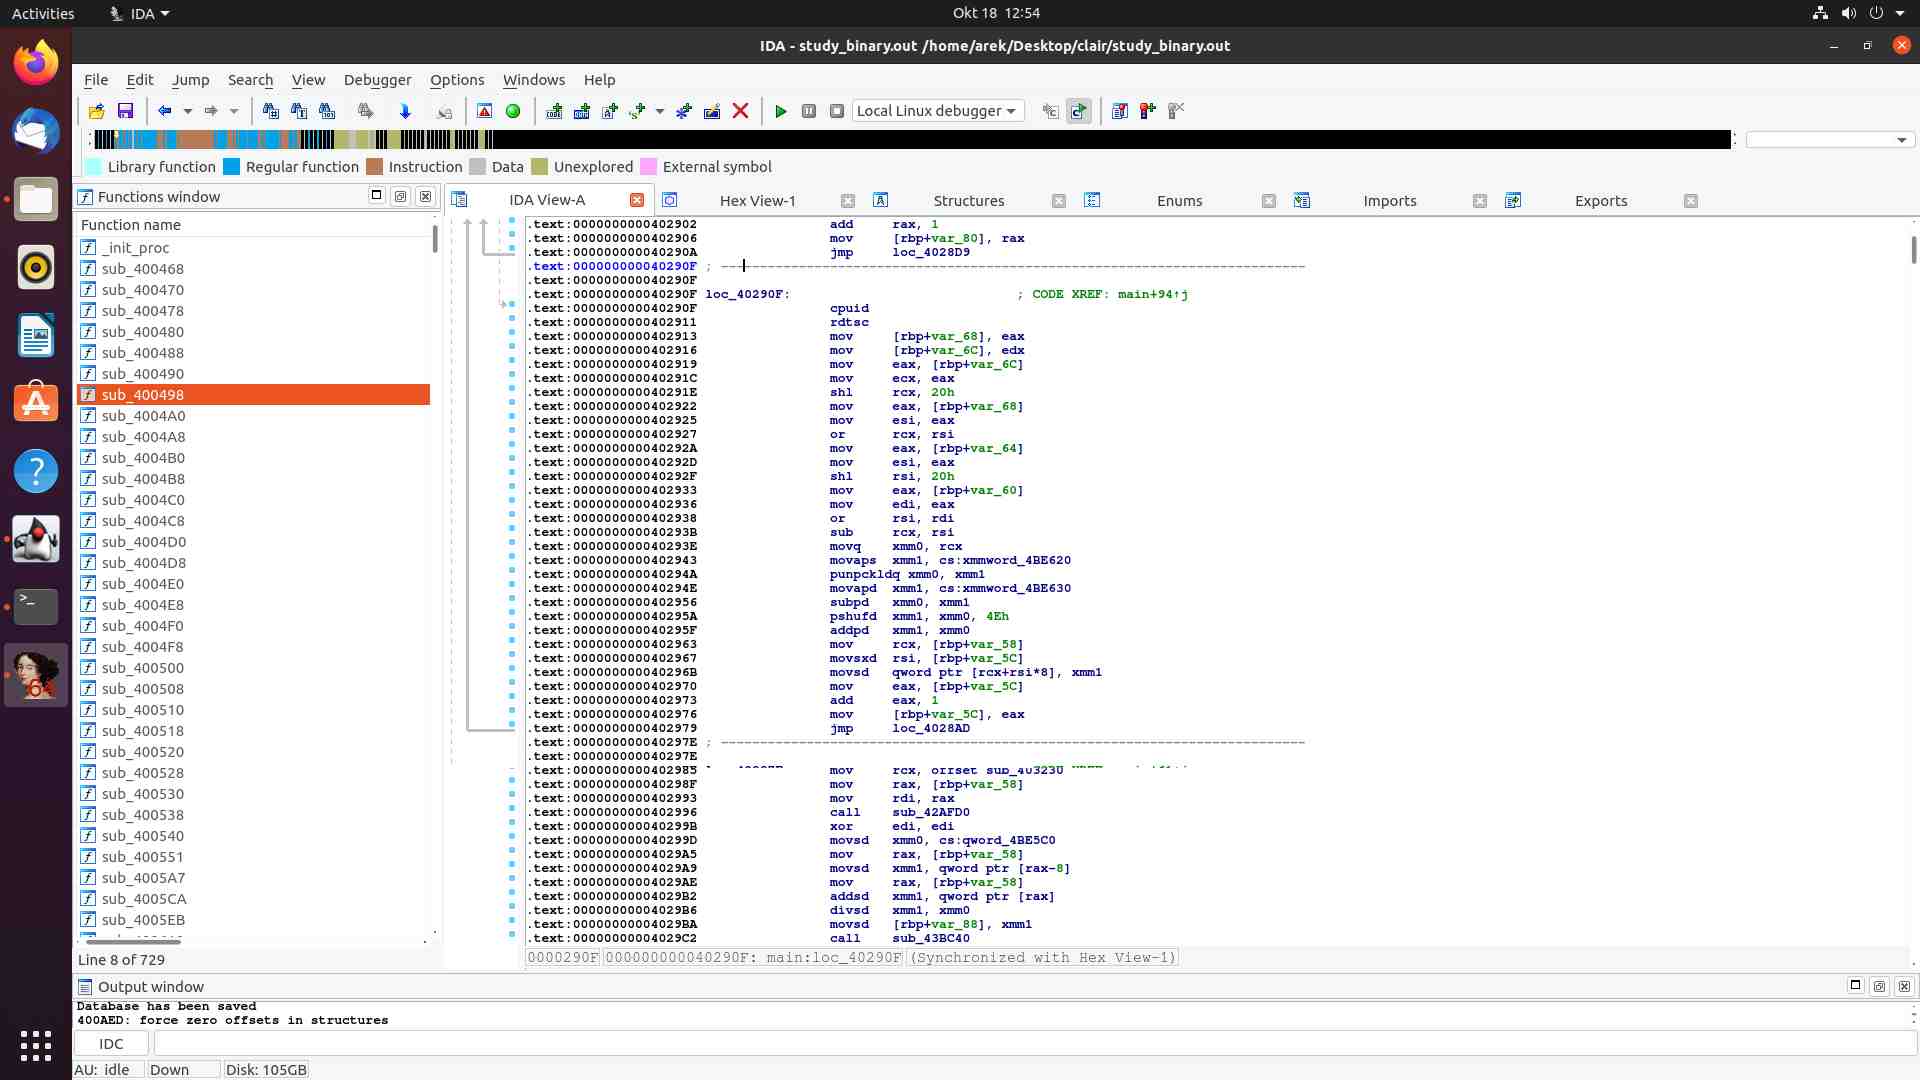 Activities
IDA
Okt 18 12:54
IDA - study_binary.out /home/arek/Desktop/clair/study_binary.out
File Edit Jump Search View Debugger Options Windows Help
Local Linux debugger
Library function Regular function Instruction Data Unexplored External symbol
Functions window
Function name
_init_proc
sub_400468
sub_400470
sub_400478
sub_400480
sub_400488
sub_400490
sub_400498
sub_4004A0
sub_4004A8
sub_4004B0
sub_4004B8
sub_4004C0
sub_4004C8
sub_4004D0
sub_4004D8
sub_4004E0
sub_4004E8
sub_4004F0
sub_4004F8
sub_400500
sub_400508
sub_400510
sub_400518
sub_400520
sub_400528
sub_400530
sub_400538
sub_400540
sub_400551
sub_4005A7
sub_4005CA
sub_4005EB
Line 8 of 729
IDA View-A Hex View-1 Structures Enums Imports Exports
.text:0000000000402902 add rax, 1
.text:0000000000402906 mov [rbp+var_80], rax
.text:000000000040290A jmp loc_4028D9
.text:000000000040290F ; ---------------------------------------------------------------------------
.text:000000000040290F
.text:000000000040290F loc_40290F: ; CODE XREF: main+94↑j
.text:000000000040290F cpuid
.text:0000000000402911 rdtsc
.text:0000000000402913 mov [rbp+var_68], eax
.text:0000000000402916 mov [rbp+var_6C], edx
.text:0000000000402919 mov eax, [rbp+var_6C]
.text:000000000040291C mov ecx, eax
.text:000000000040291E shl rcx, 20h
.text:0000000000402922 mov eax, [rbp+var_68]
.text:0000000000402925 mov esi, eax
.text:0000000000402927 or rcx, rsi
.text:000000000040292A mov eax, [rbp+var_64]
.text:000000000040292D mov esi, eax
.text:000000000040292F shl rsi, 20h
.text:0000000000402933 mov eax, [rbp+var_60]
.text:0000000000402936 mov edi, eax
.text:0000000000402938 or rsi, rdi
.text:000000000040293B sub rcx, rsi
.text:000000000040293E movq xmm0, rcx
.text:0000000000402943 movaps xmm1, cs:xmmword_4BE620
.text:000000000040294A punpckldq xmm0, xmm1
.text:000000000040294E movapd xmm1, cs:xmmword_4BE630
.text:0000000000402956 subpd xmm0, xmm1
.text:000000000040295A pshufd xmm1, xmm0, 4Eh
.text:000000000040295F addpd xmm1, xmm0
.text:0000000000402963 mov rcx, [rbp+var_58]
.text:0000000000402967 movsxd rsi, [rbp+var_5C]
.text:000000000040296B movsd qword ptr [rcx+rsi*8], xmm1
.text:0000000000402970 mov eax, [rbp+var_5C]
.text:0000000000402973 add eax, 1
.text:0000000000402976 mov [rbp+var_5C], eax
.text:0000000000402979 jmp loc_4028AD
.text:000000000040297E ; ---------------------------------------------------------------------------
.text:000000000040297E
.text:0000000000402985 mov rcx, offset sub_403230
.text:000000000040298F mov rax, [rbp+var_58]
.text:0000000000402993 mov rdi, rax
.text:0000000000402996 call sub_42AFD0
.text:000000000040299B xor edi, edi
.text:000000000040299D movsd xmm0, cs:qword_4BE5C0
.text:00000000004029A5 mov rax, [rbp+var_58]
.text:00000000004029A9 movsd xmm1, qword ptr [rax-8]
.text:00000000004029AE mov rax, [rbp+var_58]
.text:00000000004029B2 addsd xmm1, qword ptr [rax]
.text:00000000004029B6 divsd xmm1, xmm0
.text:00000000004029BA movsd [rbp+var_88], xmm1
.text:00000000004029C2 call sub_43BC40
0000290F 000000000040290F: main:loc_40290F (Synchronized with Hex View-1)
Output window
Database has been saved
400AED: force zero offsets in structures
IDC
AU: idle Down Disk: 105GB